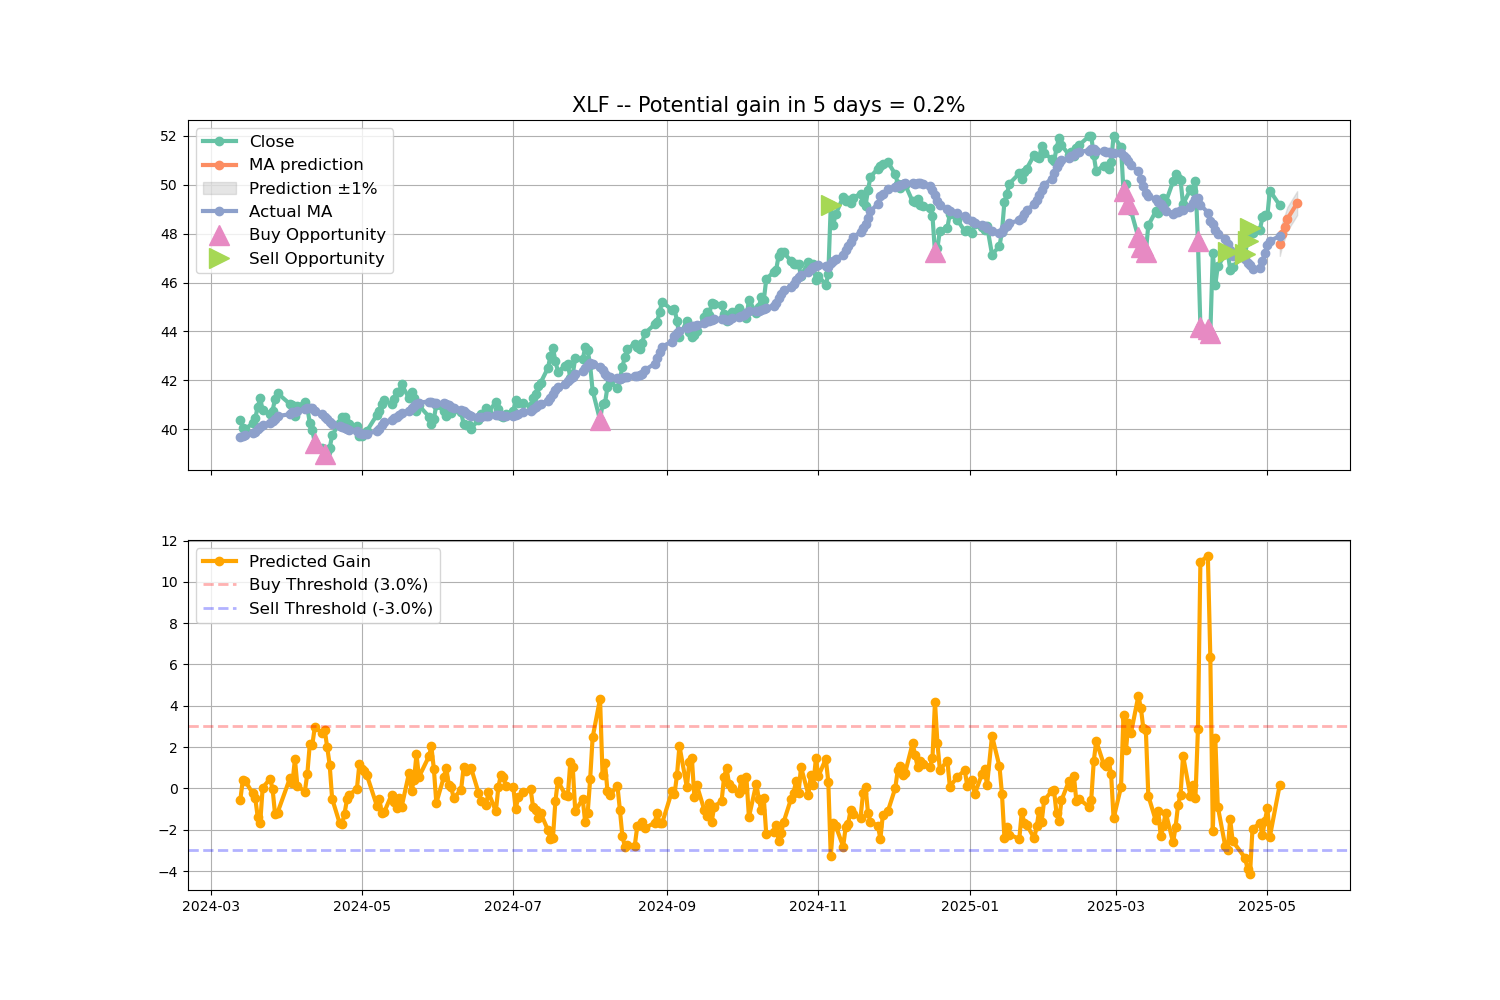 XLF -- Potential gain in 5 days = 0.2%
52
50
48
46
44
42
40
Close
MA prediction
Prediction ±1%
Actual MA
Buy Opportunity
Sell Opportunity
12
10
8
6
4
2
0
−2
−4
Predicted Gain
Buy Threshold (3.0%)
Sell Threshold (-3.0%)
2024-03
2024-05
2024-07
2024-09
2024-11
2025-01
2025-03
2025-05